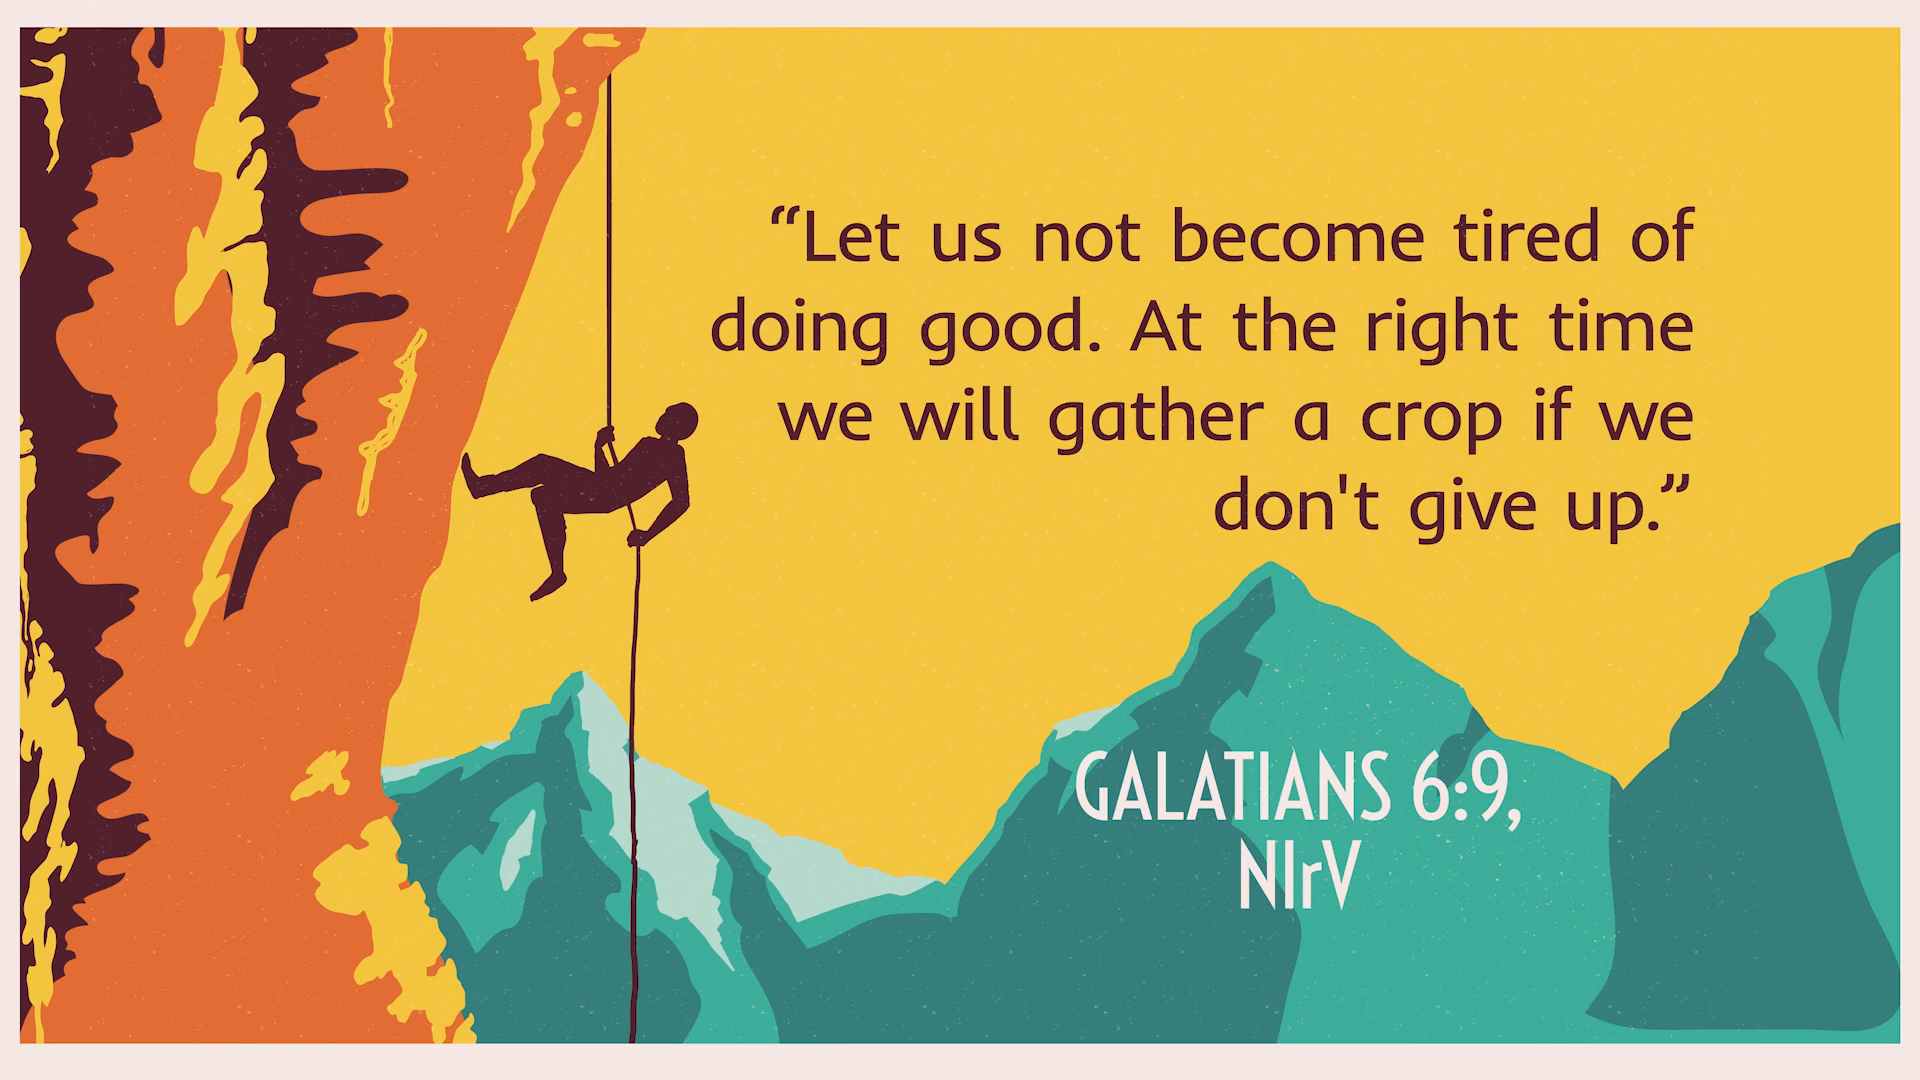 “Let us not become tired of
doing good. At the right time
we will gather a crop if we
don't give up.”
GALATIANS 6:9,
NIrV